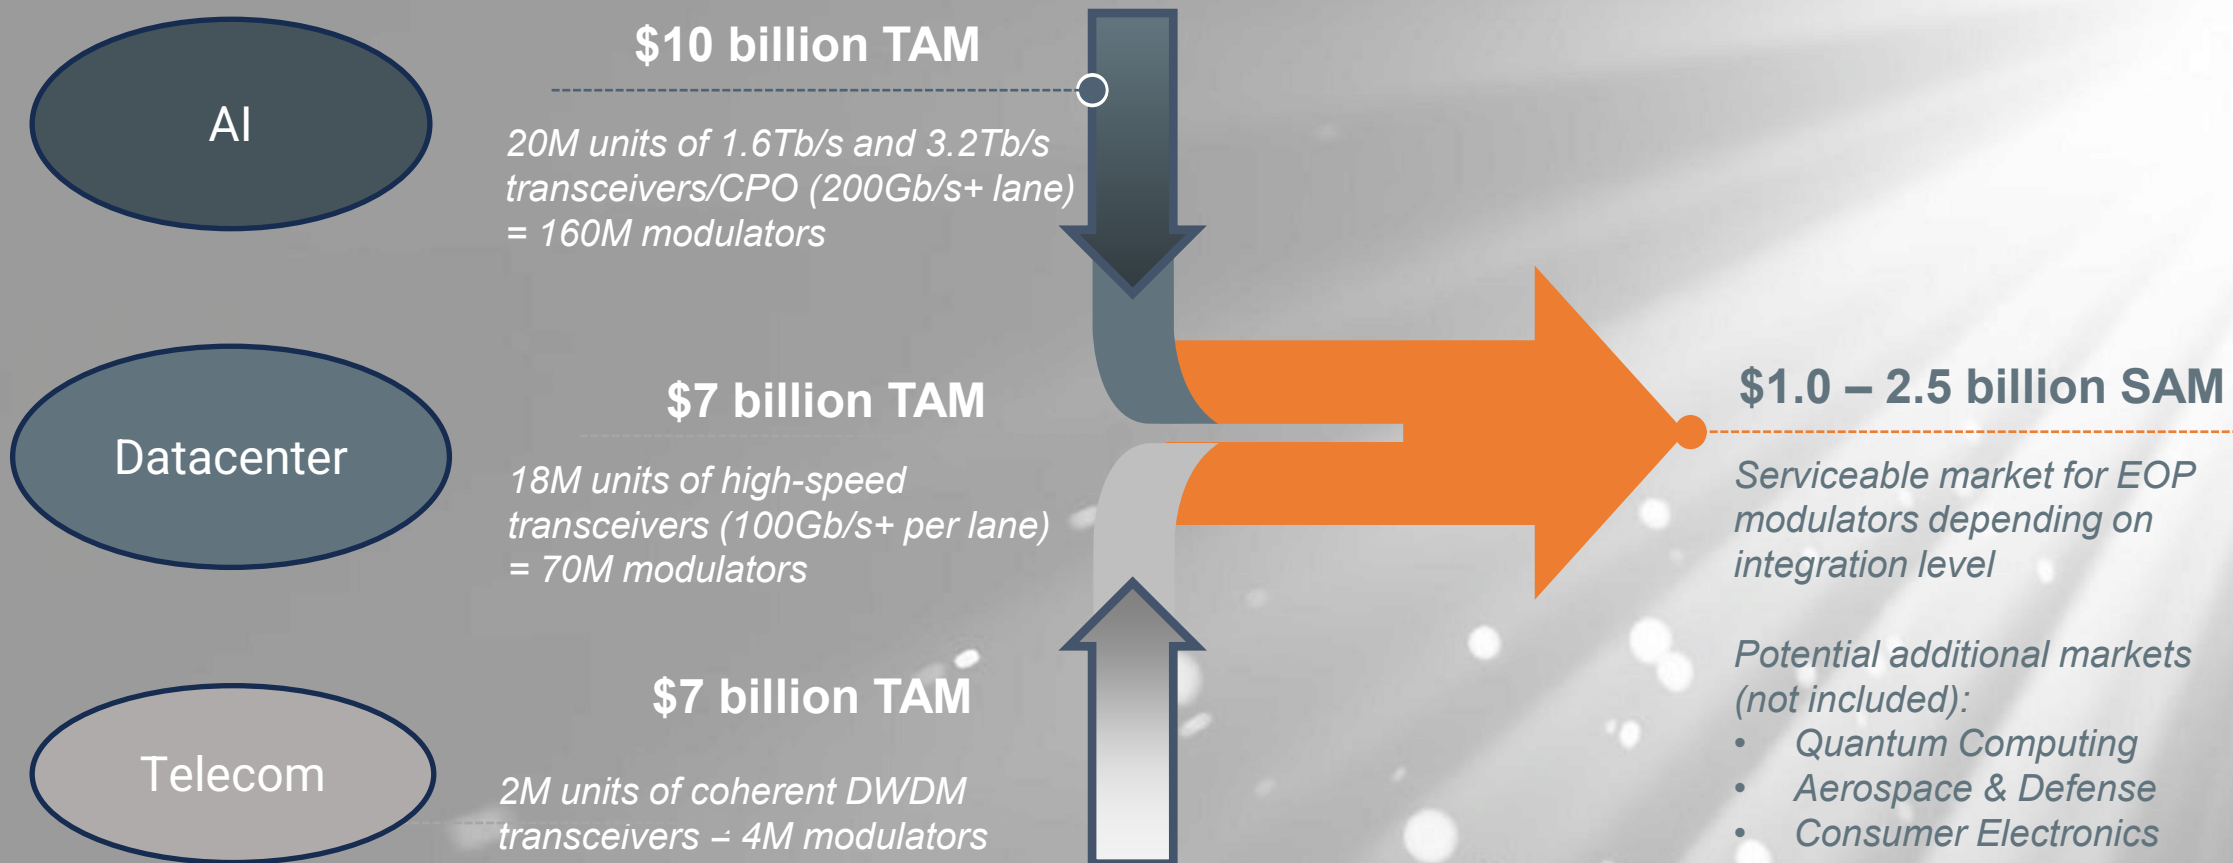 AI
$10 billion TAM
20M units of 1.6Tb/s and 3.2Tb/s
transceivers/CPO (200Gb/s+ lane)
= 160M modulators
Datacenter
$7 billion TAM
18M units of high-speed
transceivers (100Gb/s+ per lane)
= 70M modulators
Telecom
$7 billion TAM
2M units of coherent DWDM
transceivers – 4M modulators
$1.0 – 2.5 billion SAM
Serviceable market for EOP
modulators depending on
integration level
Potential additional markets
(not included):
• Quantum Computing
• Aerospace & Defense
• Consumer Electronics